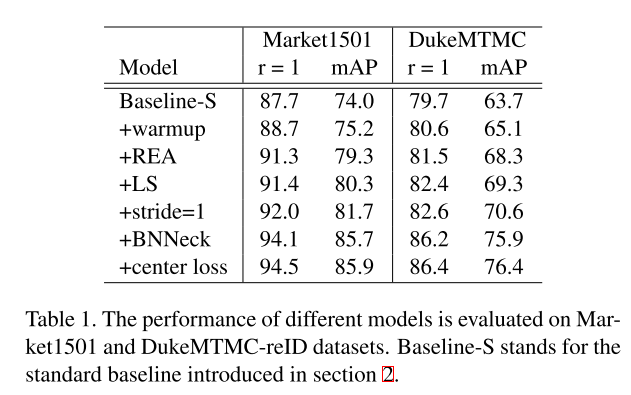 Market1501 DukeMTMC
Model r = 1 mAP r = 1 mAP
Baseline-S 87.7 74.0 79.7 63.7
+warmup 88.7 75.2 80.6 65.1
+REA 91.3 79.3 81.5 68.3
+LS 91.4 80.3 82.4 69.3
+stride=1 92.0 81.7 82.6 70.6
+BNNeck 94.1 85.7 86.2 75.9
+center loss 94.5 85.9 86.4 76.4
Table 1. The performance of different models is evaluated on Mar-
ket1501 and DukeMTMC-reID datasets. Baseline-S stands for the
standard baseline introduced in section 2.